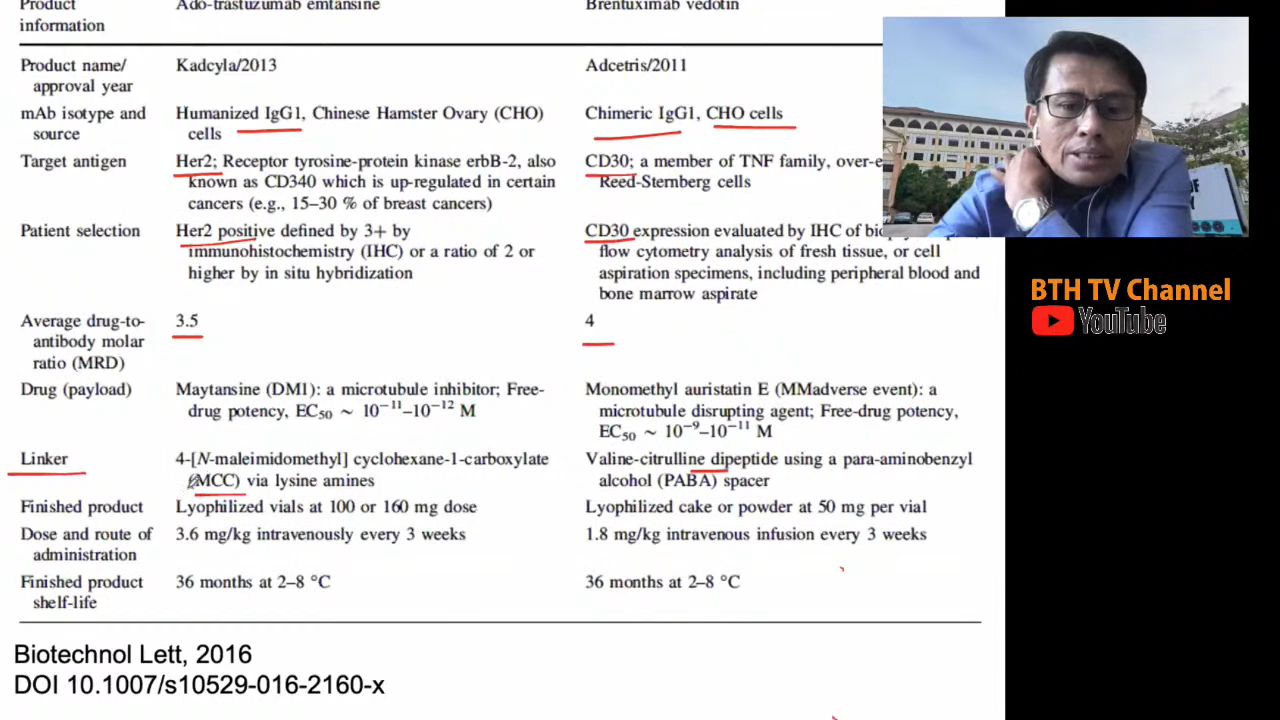 Product information
Ado-trastuzumab emtansine
Brentuximab vedotin
Product name/ approval year
Kadcyla/2013
Adcetris/2011
mAb isotype and source
Humanized IgG1, Chinese Hamster Ovary (CHO) cells
Chimeric IgG1, CHO cells
Target antigen
Her2; Receptor tyrosine-protein kinase erbB-2, also
known as CD340 which is up-regulated in certain
cancers (e.g., 15–30 % of breast cancers)
CD30; a member of TNF family,
Reed-Sternberg cells
Patient selection
Her2 positive defined by 3+ by
immunohistochemistry (IHC) or a ratio of 2 or
higher by in situ hybridization
CD30 expression evaluated by IHC of
flow cytometry analysis of fresh tissue, or cell
aspiration specimens, including peripheral blood and
bone marrow aspirate
Average drug-to-
antibody molar
ratio (MRD)
3.5
4
Drug (payload)
Maytansine (DM1): a microtubule inhibitor; Free-
drug potency, EC₅₀ ~ 10⁻¹¹–10⁻¹² M
Monomethyl auristatin E (MMadverse event): a
microtubule disrupting agent; Free-drug potency,
EC₅₀ ~ 10⁻⁹–10⁻¹¹ M
Linker
4-[N-maleimidomethyl] cyclohexane-1-carboxylate
(MCC) via lysine amines
Valine-citrulline dipeptide using a para-aminobenzyl
alcohol (PABA) spacer
Finished product
Lyophilized vials at 100 or 160 mg dose
Lyophilized cake or powder at 50 mg per vial
Dose and route of
administration
3.6 mg/kg intravenously every 3 weeks
1.8 mg/kg intravenous infusion every 3 weeks
Finished product
shelf-life
36 months at 2–8 °C
36 months at 2–8 °C
Biotechnol Lett, 2016
DOI 10.1007/s10529-016-2160-x
BTH TV Channel
YouTube